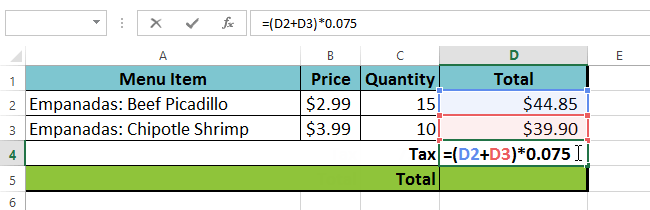 fx =(D2+D3)*0.075
A B C D E
1 Menu Item Price Quantity Total
2 Empanadas: Beef Picadillo $2.99 15 $44.85
3 Empanadas: Chipotle Shrimp $3.99 10 $39.90
4 Tax =(D2+D3)*0.075
5 Total
6